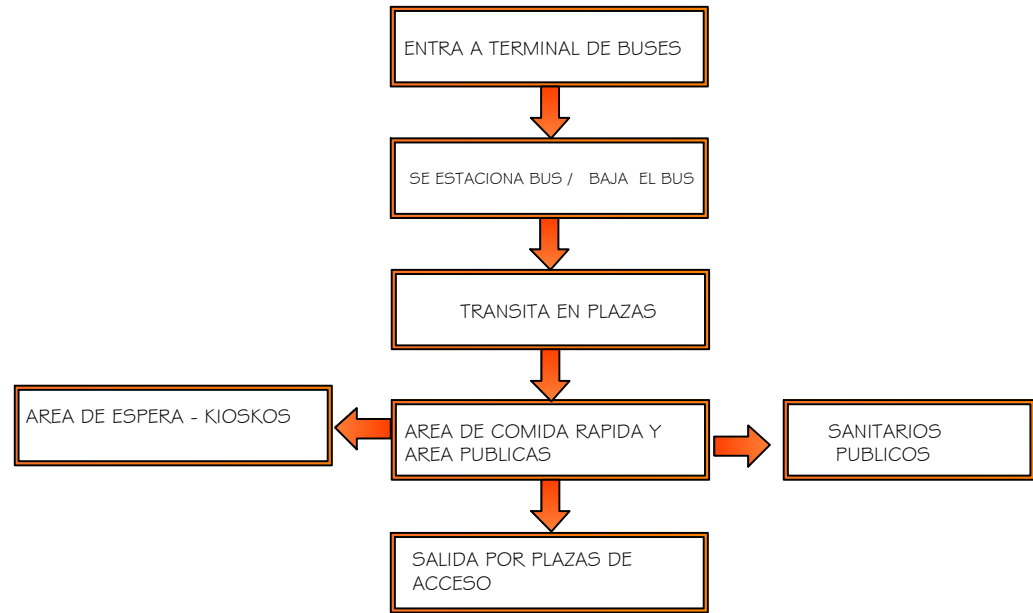 ENTRA A TERMINAL DE BUSES
SE ESTACIONA BUS / BAJA EL BUS
TRANSITA EN PLAZAS
AREA DE ESPERA - KIOSKOS
AREA DE COMIDA RAPIDA Y
AREA PUBLICAS
SANITARIOS
PUBLICOS
SALIDA POR PLAZAS DE
ACCESO